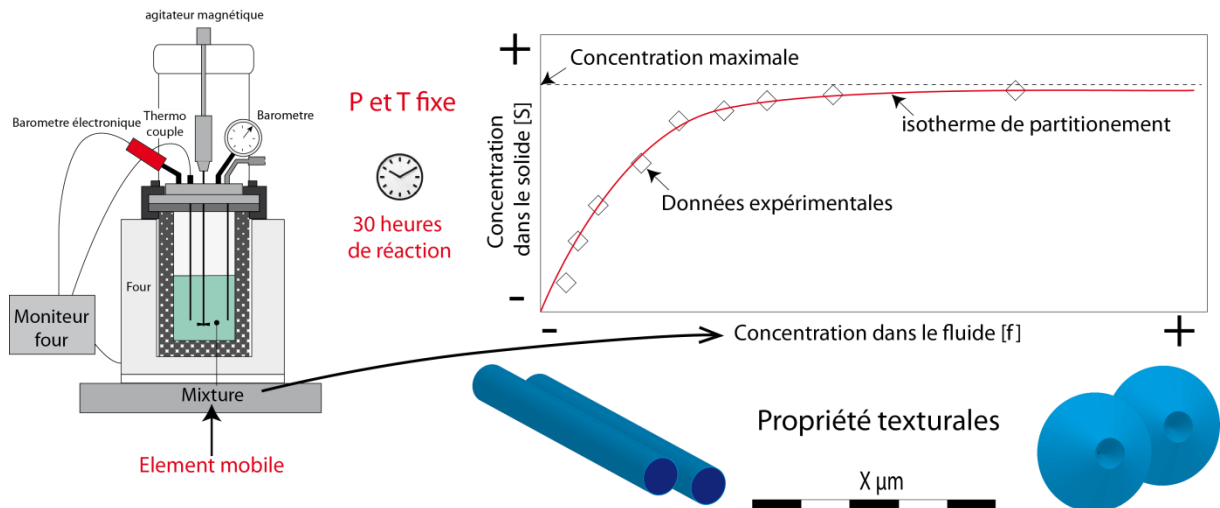 agitateur magnétique
Barometre électronique
Thermo
couple
Barometre
Four
Moniteur
four
Mixture
Element mobile
P et T fixe
30 heures
de réaction
+
Concentration
dans le solide [S]
-
Concentration maximale
isotherme de partitionement
Données expérimentales
-
Concentration dans le fluide [f]
+
Propriété texturales
X µm